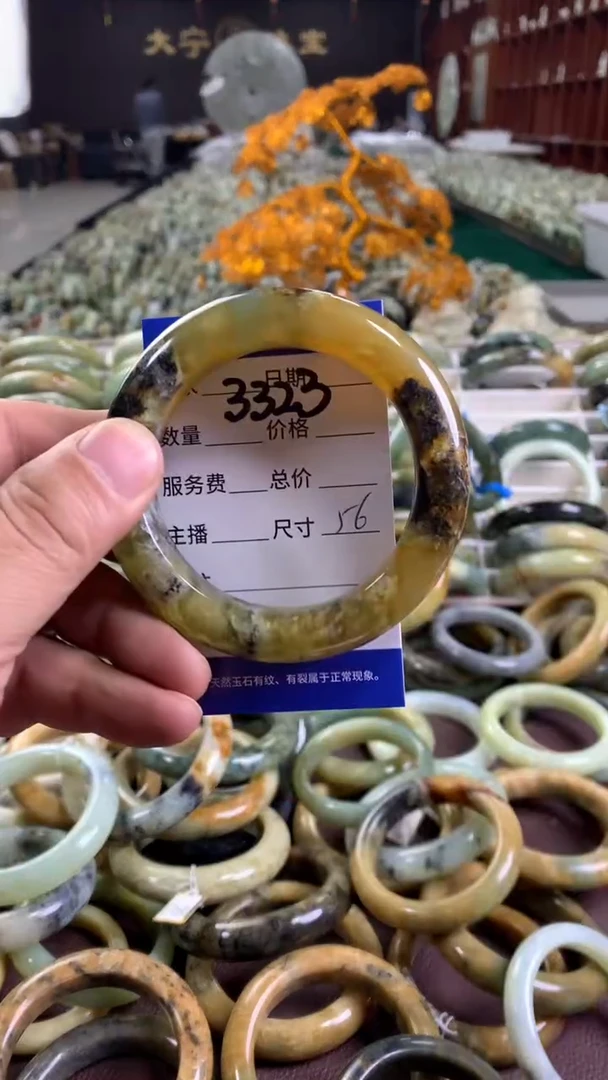 大宁
宝
日期
3323
数量 价格
服务费 总价
主播 尺寸 56
天然玉石有纹、有裂属于正常现象。